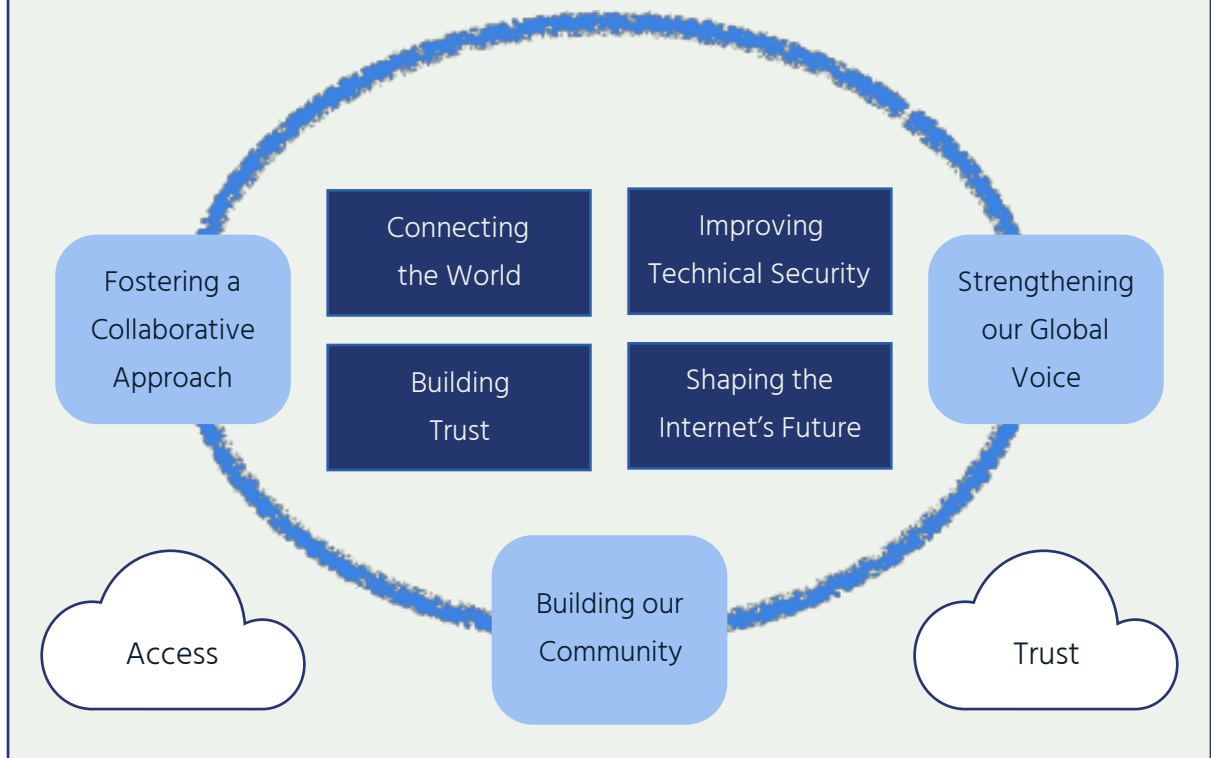 Connecting
the World
Improving
Technical Security
Fostering a
Collaborative
Approach
Building
Trust
Shaping the
Internet’s Future
Strengthening
our Global
Voice
Building our
Community
Access
Trust